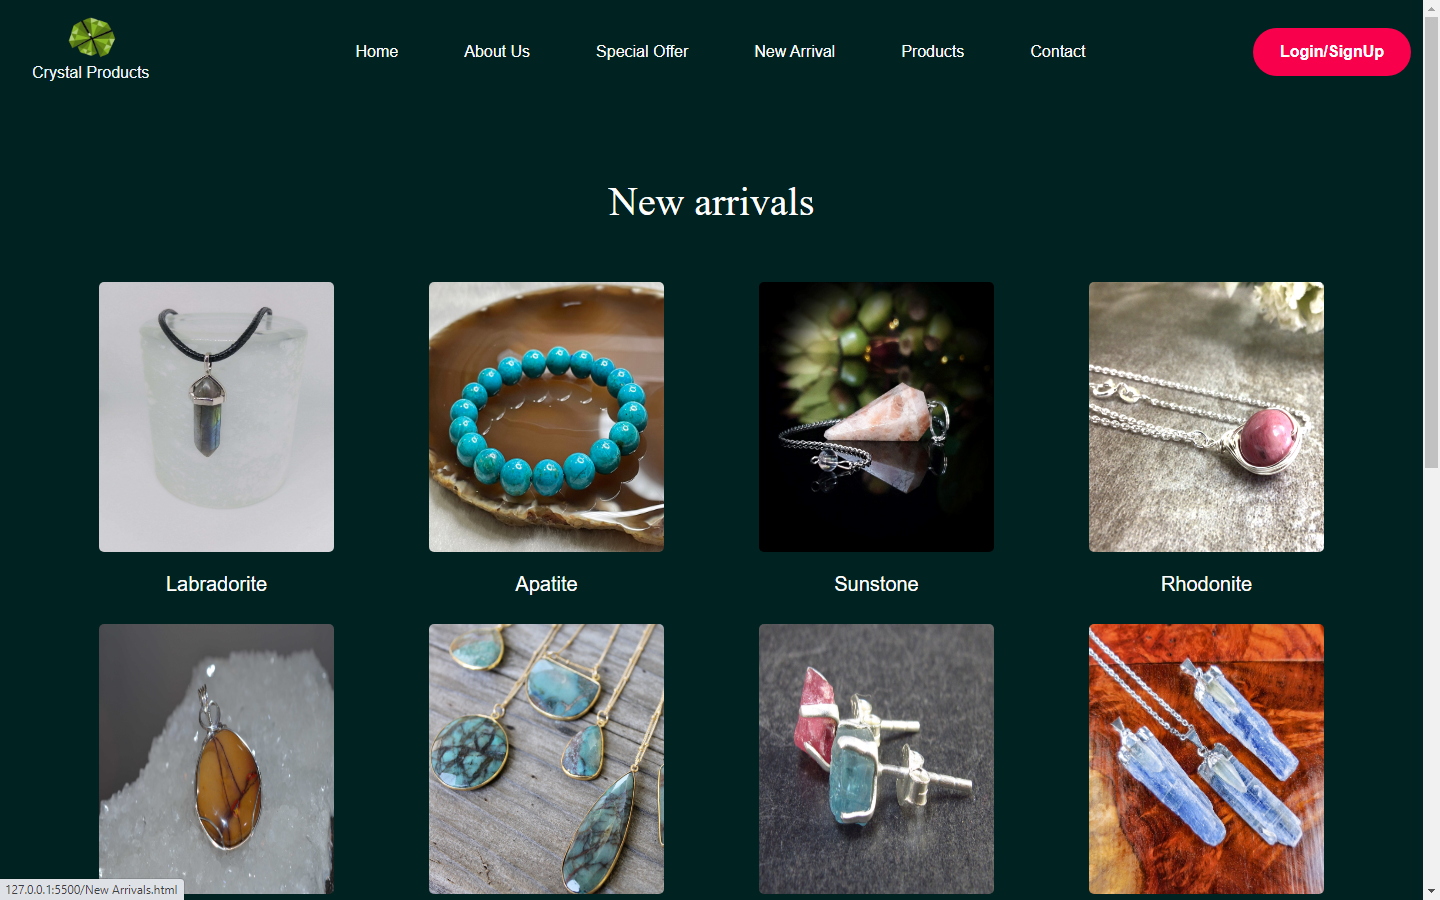 Crystal Products
Home
About Us
Special Offer
New Arrival
Products
Contact
Login/SignUp
New arrivals
Labradorite
Apatite
Sunstone
Rhodonite
127.0.0.1:5500/New Arrivals.html